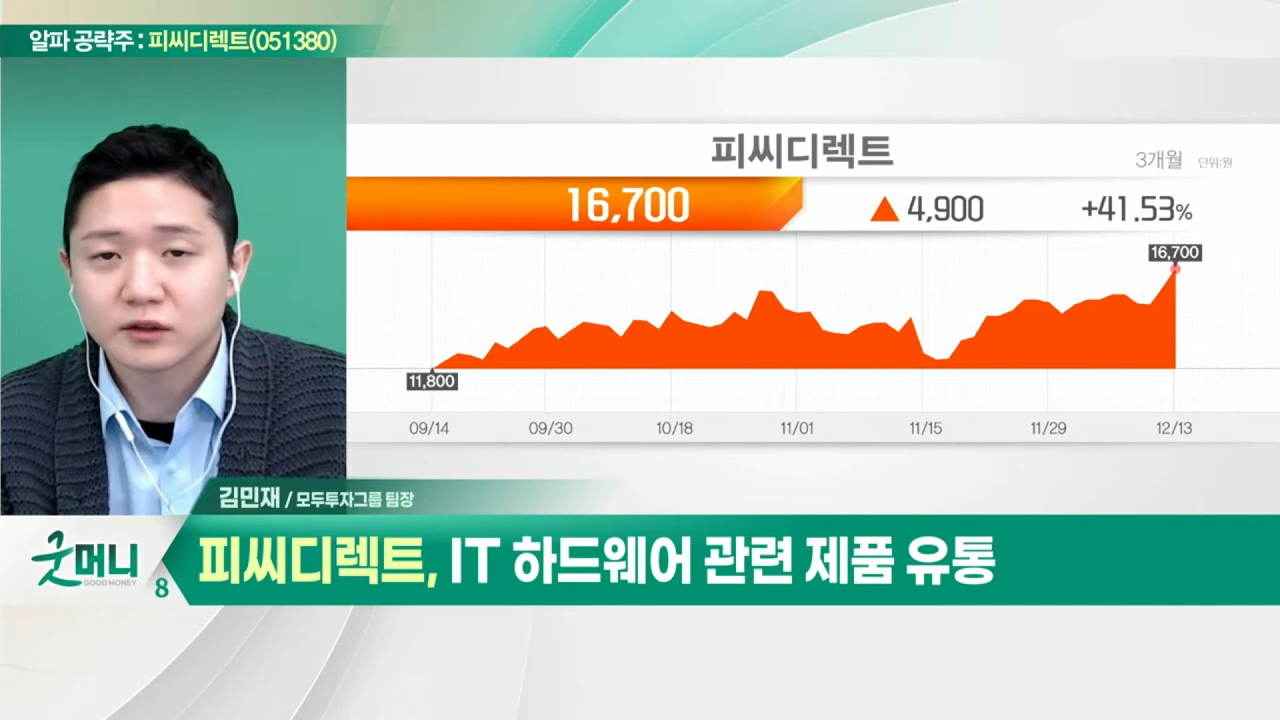 알파 공략주 : 피씨디렉트(051380)
피씨디렉트
3개월 단위:원
16,700 ▲ 4,900 +41.53%
16,700
11,800
09/14 09/30 10/18 11/01 11/15 11/29 12/13
김민재 / 모두투자그룹 팀장
굿머니
GOOD MONEY
8
피씨디렉트, IT 하드웨어 관련 제품 유통